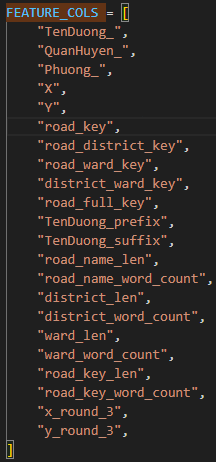 FEATURE_COLS = [
"TenDuong_",
"QuanHuyen_",
"Phuong_",
"X",
"Y",
"road_key",
"road_district_key",
"road_ward_key",
"district_ward_key",
"road_full_key",
"TenDuong_prefix",
"TenDuong_suffix",
"road_name_len",
"road_name_word_count",
"district_len",
"district_word_count",
"ward_len",
"ward_word_count",
"road_key_len",
"road_key_word_count",
"x_round_3",
"y_round_3",
]